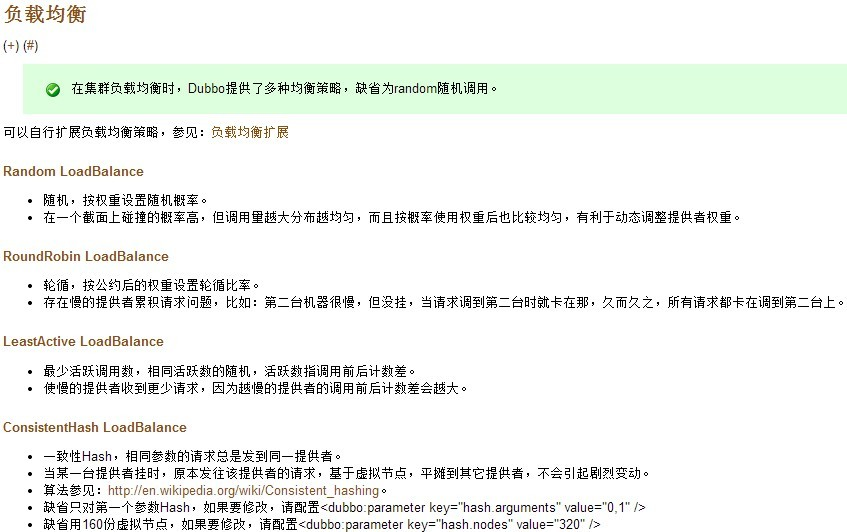 负载均衡
(+) (#)
在集群负载均衡时，Dubbo提供了多种均衡策略，缺省为random随机调用。
可以自行扩展负载均衡策略，参见：负载均衡扩展
Random LoadBalance
• 随机，按权重设置随机概率。
• 在一个截面上碰撞的概率高，但调用量越大分布越均匀，而且按概率使用权重后也比较均匀，有利于动态调整提供者权重。
RoundRobin LoadBalance
• 轮循，按公约后的权重设置轮循比率。
• 存在慢的提供者累积请求问题，比如：第二台机器很慢，但没挂，当请求调到第二台时就卡在那，久而久之，所有请求都卡在调到第二台上。
LeastActive LoadBalance
• 最少活跃调用数，相同活跃数的随机，活跃数指调用前后计数差。
• 使慢的提供者收到更少请求，因为越慢的提供者的调用前后计数差会越大。
ConsistentHash LoadBalance
• 一致性Hash，相同参数的请求总是发到同一提供者。
• 当某一台提供者挂时，原本发往该提供者的请求，基于虚拟节点，平摊到其它提供者，不会引起剧烈变动。
• 算法参见：http://en.wikipedia.org/wiki/Consistent_hashing。
• 缺省只对第一个参数Hash，如果要修改，请配置<dubbo:parameter key="hash.arguments" value="0,1" />
• 缺省用160份虚拟节点，如果要修改，请配置<dubbo:parameter key="hash.nodes" value="320" />